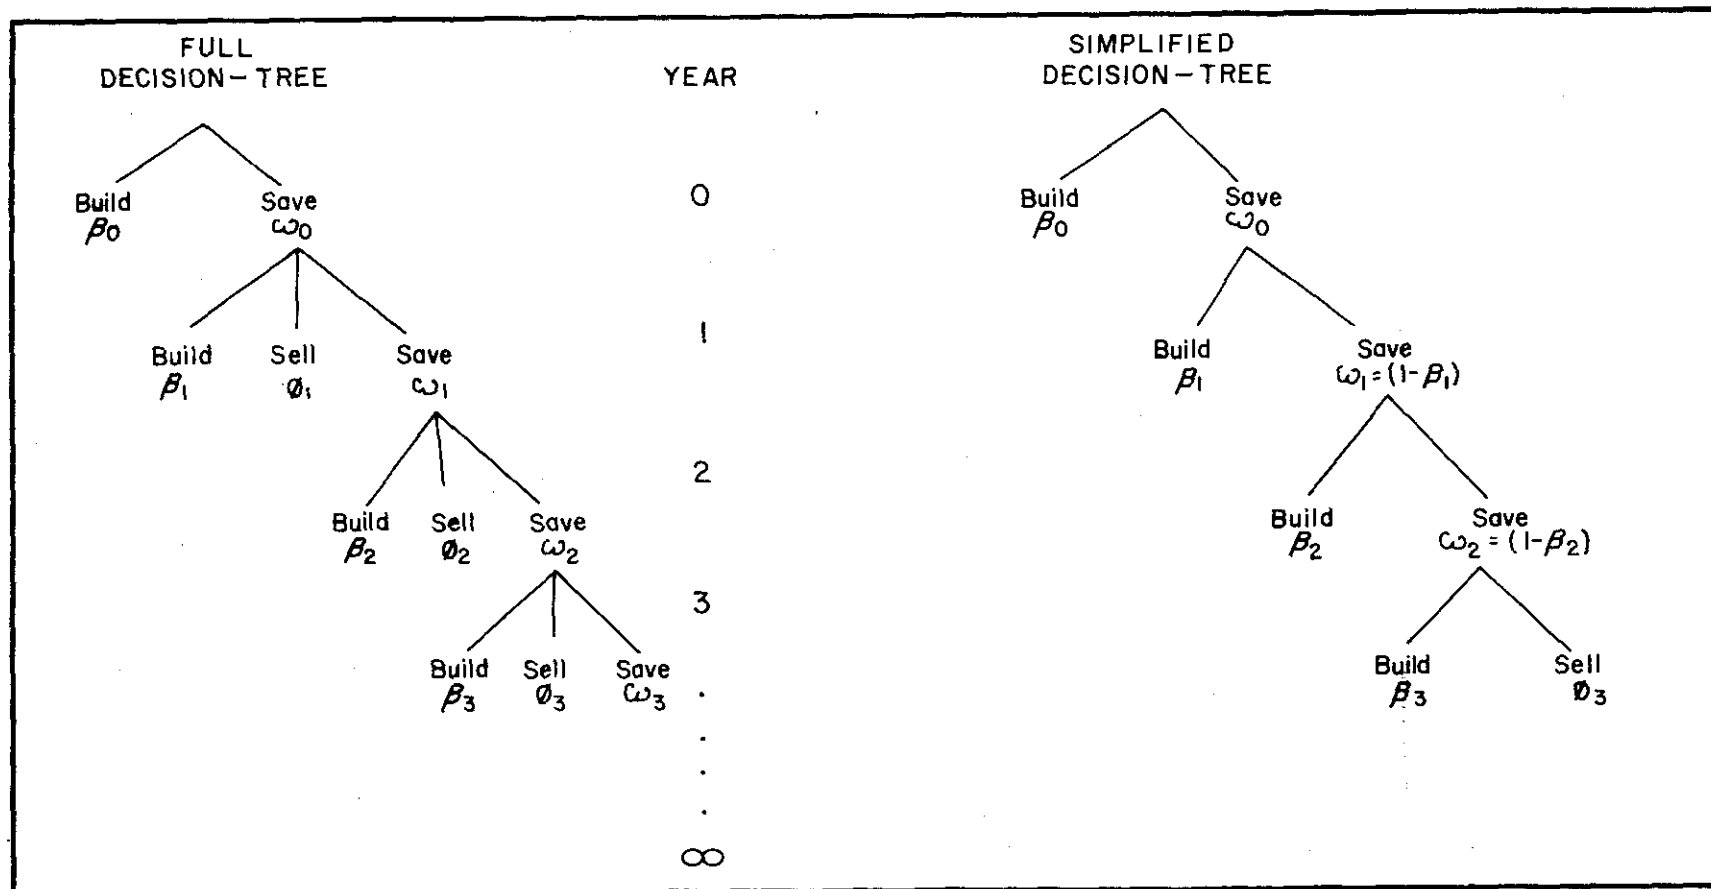 FULL
DECISION-TREE
YEAR
SIMPLIFIED
DECISION-TREE
Build
β0
Save
ω0
0
Build
β0
Save
ω0
Build
β1
Sell
ø1
Save
ω1
1
Build
β1
Save
ω1=(1-β1)
Build
β2
Sell
ø2
Save
ω2
2
Build
β2
Save
ω2=(1-β2)
3
Build
β3
Sell
ø3
Save
ω3
Build
β3
Sell
ø3
∞